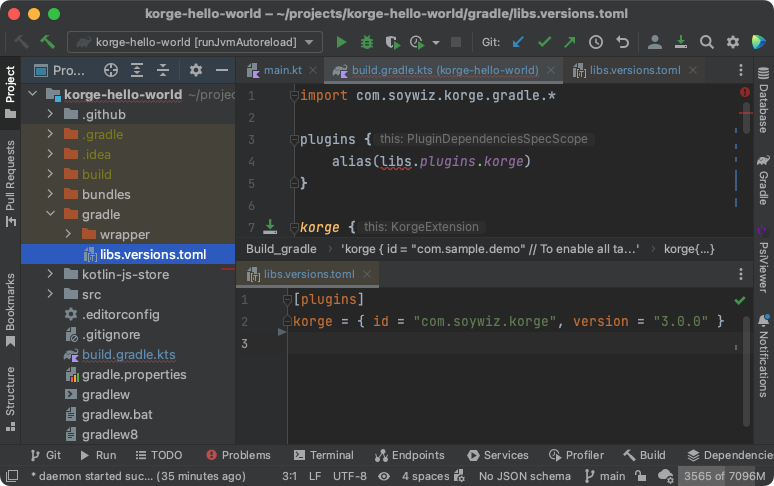 korge-hello-world – ~/projects/korge-hello-world/gradle/libs.versions.toml
korge-hello-world [runJvmAutoreload]
Git:
Project
Pull Requests
Bookmarks
Structure
Pro...
korge-hello-world ~/projec
.github
.gradle
.idea
build
bundles
gradle
wrapper
libs.versions.toml
kotlin-js-store
src
.editorconfig
.gitignore
build.gradle.kts
gradle.properties
gradlew
gradlew.bat
gradlew8
main.kt
build.gradle.kts (korge-hello-world)
libs.versions.toml
1 import com.soywiz.korge.gradle.*
2
3 plugins { this: PluginDependenciesSpecScope
4 alias(libs.plugins.korge)
5 }
6
7 korge { this: KorgeExtension
Build_gradle › 'korge { id = "com.sample.demo" // To enable all ta...' › korge{...}
libs.versions.toml
1 [plugins]
2 korge = { id = "com.soywiz.korge", version = "3.0.0" }
3
Database
Gradle
PsiViewer
Notifications
Git Run TODO Problems Terminal Endpoints Services Profiler Build Dependencies
* daemon started suc... (35 minutes ago) 3:1 LF UTF-8 4 spaces No JSON schema main 3565 of 7096M